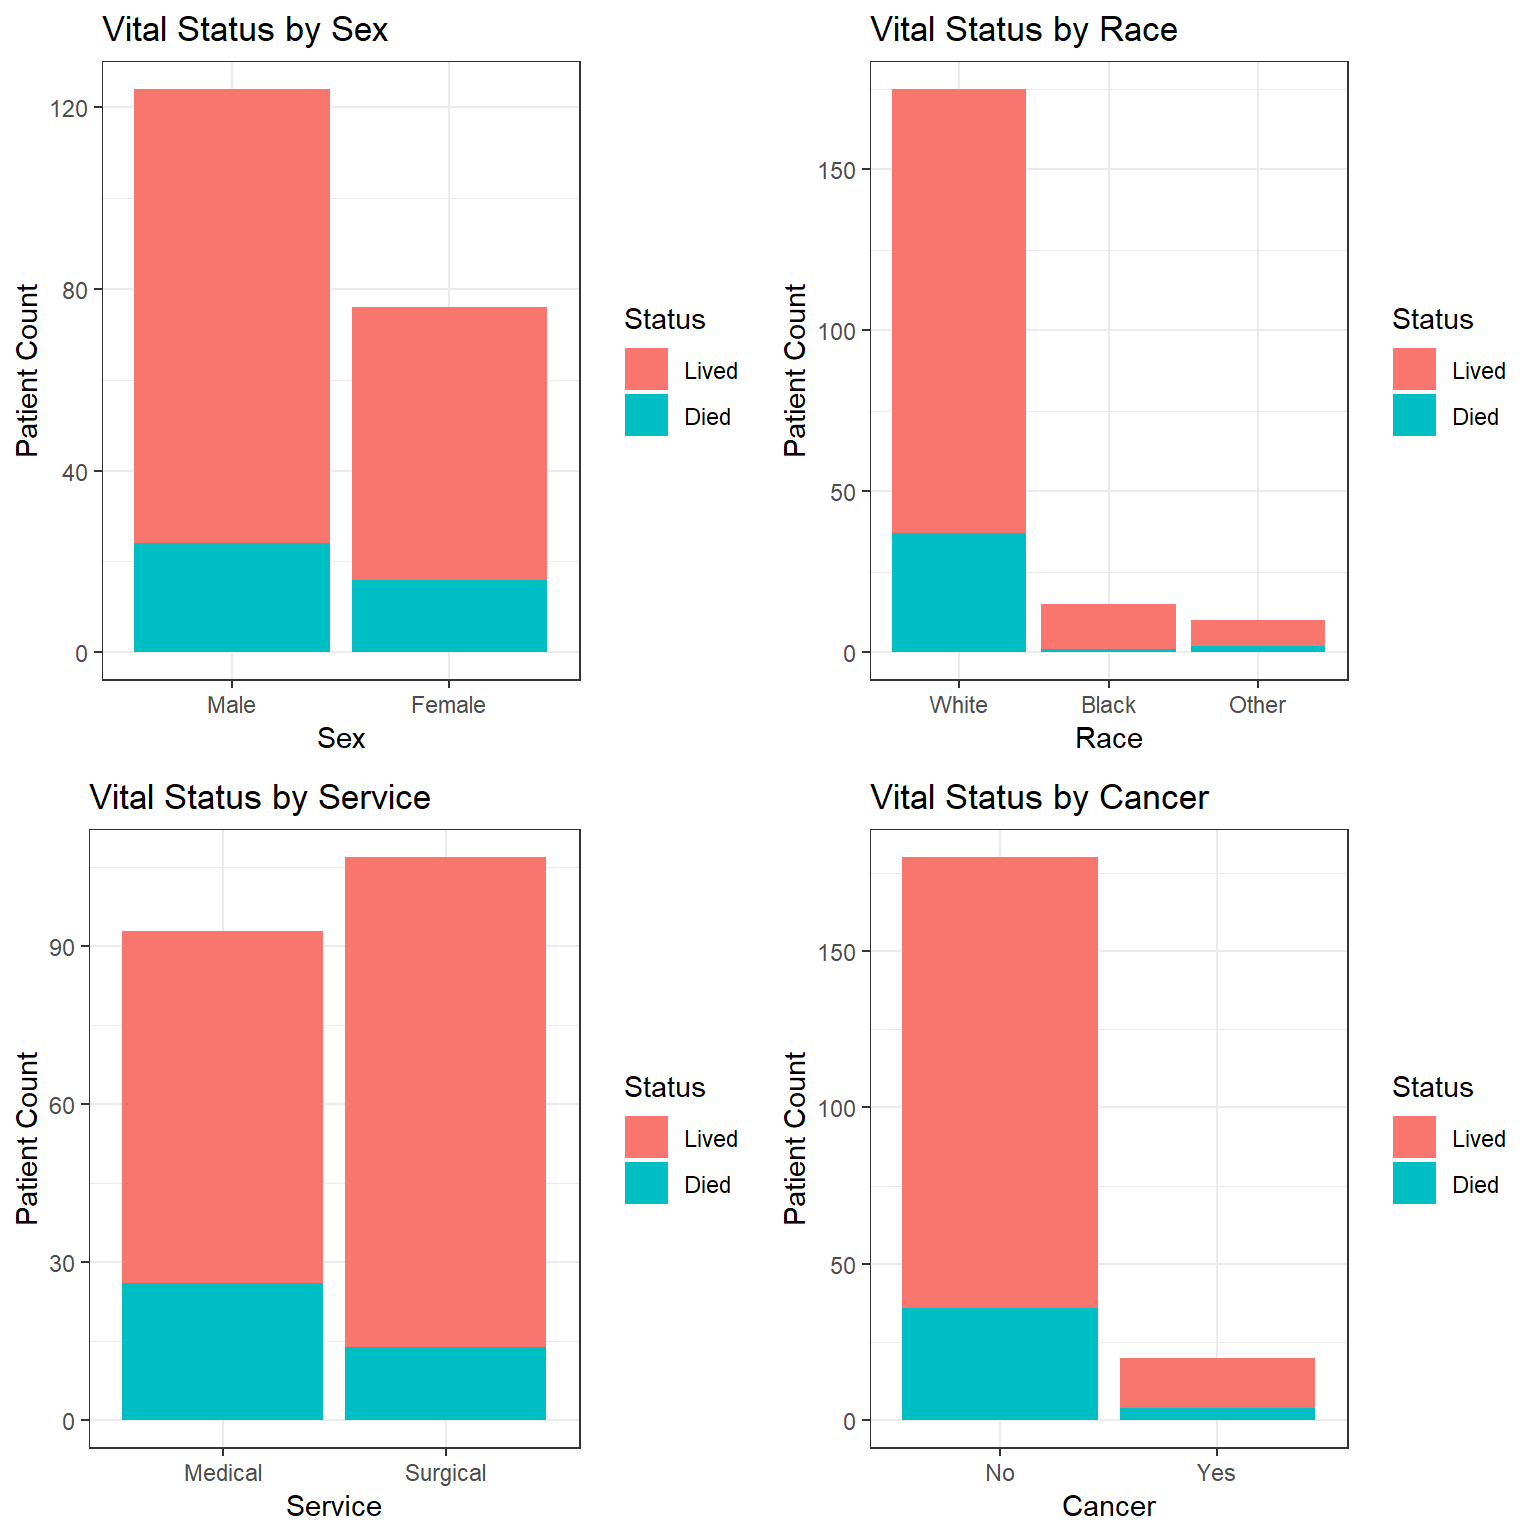 Vital Status by Sex
120
80
40
0
Patient Count
Male Female
Sex
Status
Lived
Died
Vital Status by Race
150
100
50
0
Patient Count
White Black Other
Race
Status
Lived
Died
Vital Status by Service
90
60
30
0
Patient Count
Medical Surgical
Service
Status
Lived
Died
Vital Status by Cancer
150
100
50
0
Patient Count
No Yes
Cancer
Status
Lived
Died